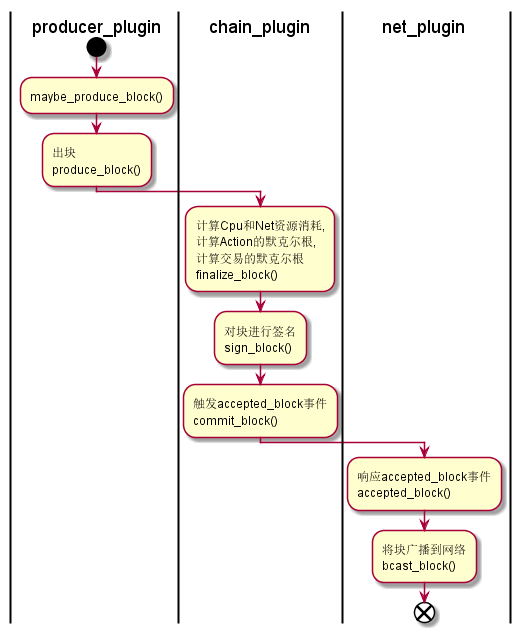 producer_plugin
chain_plugin
net_plugin
maybe_produce_block()
出块
produce_block()
计算Cpu和Net资源消耗,
计算Action的默克尔根,
计算交易的默克尔根
finalize_block()
对块进行签名
sign_block()
触发accepted_block事件
commit_block()
响应accepted_block事件
accepted_block()
将块广播到网络
bcast_block()